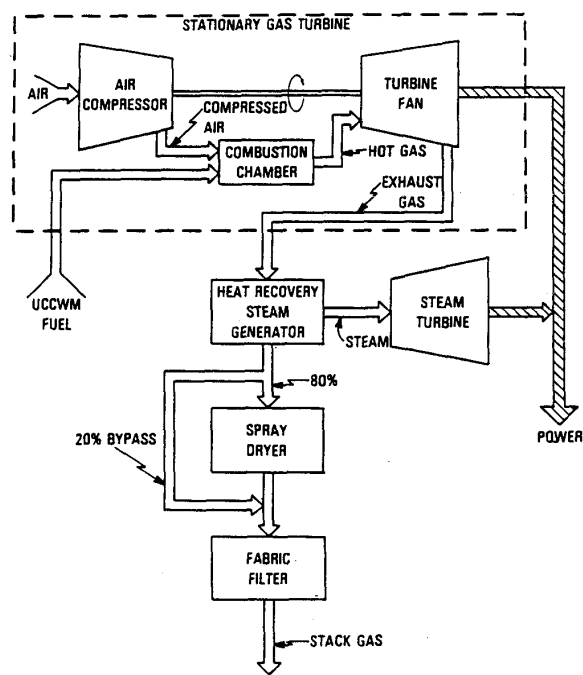 STATIONARY GAS TURBINE
AIR
AIR
COMPRESSOR
COMPRESSED
AIR
TURBINE
FAN
COMBUSTION
CHAMBER
HOT GAS
EXHAUST
GAS
UCCWM
FUEL
HEAT RECOVERY
STEAM
GENERATOR
STEAM
STEAM
TURBINE
POWER
80%
20% BYPASS
SPRAY
DRYER
FABRIC
FILTER
STACK GAS